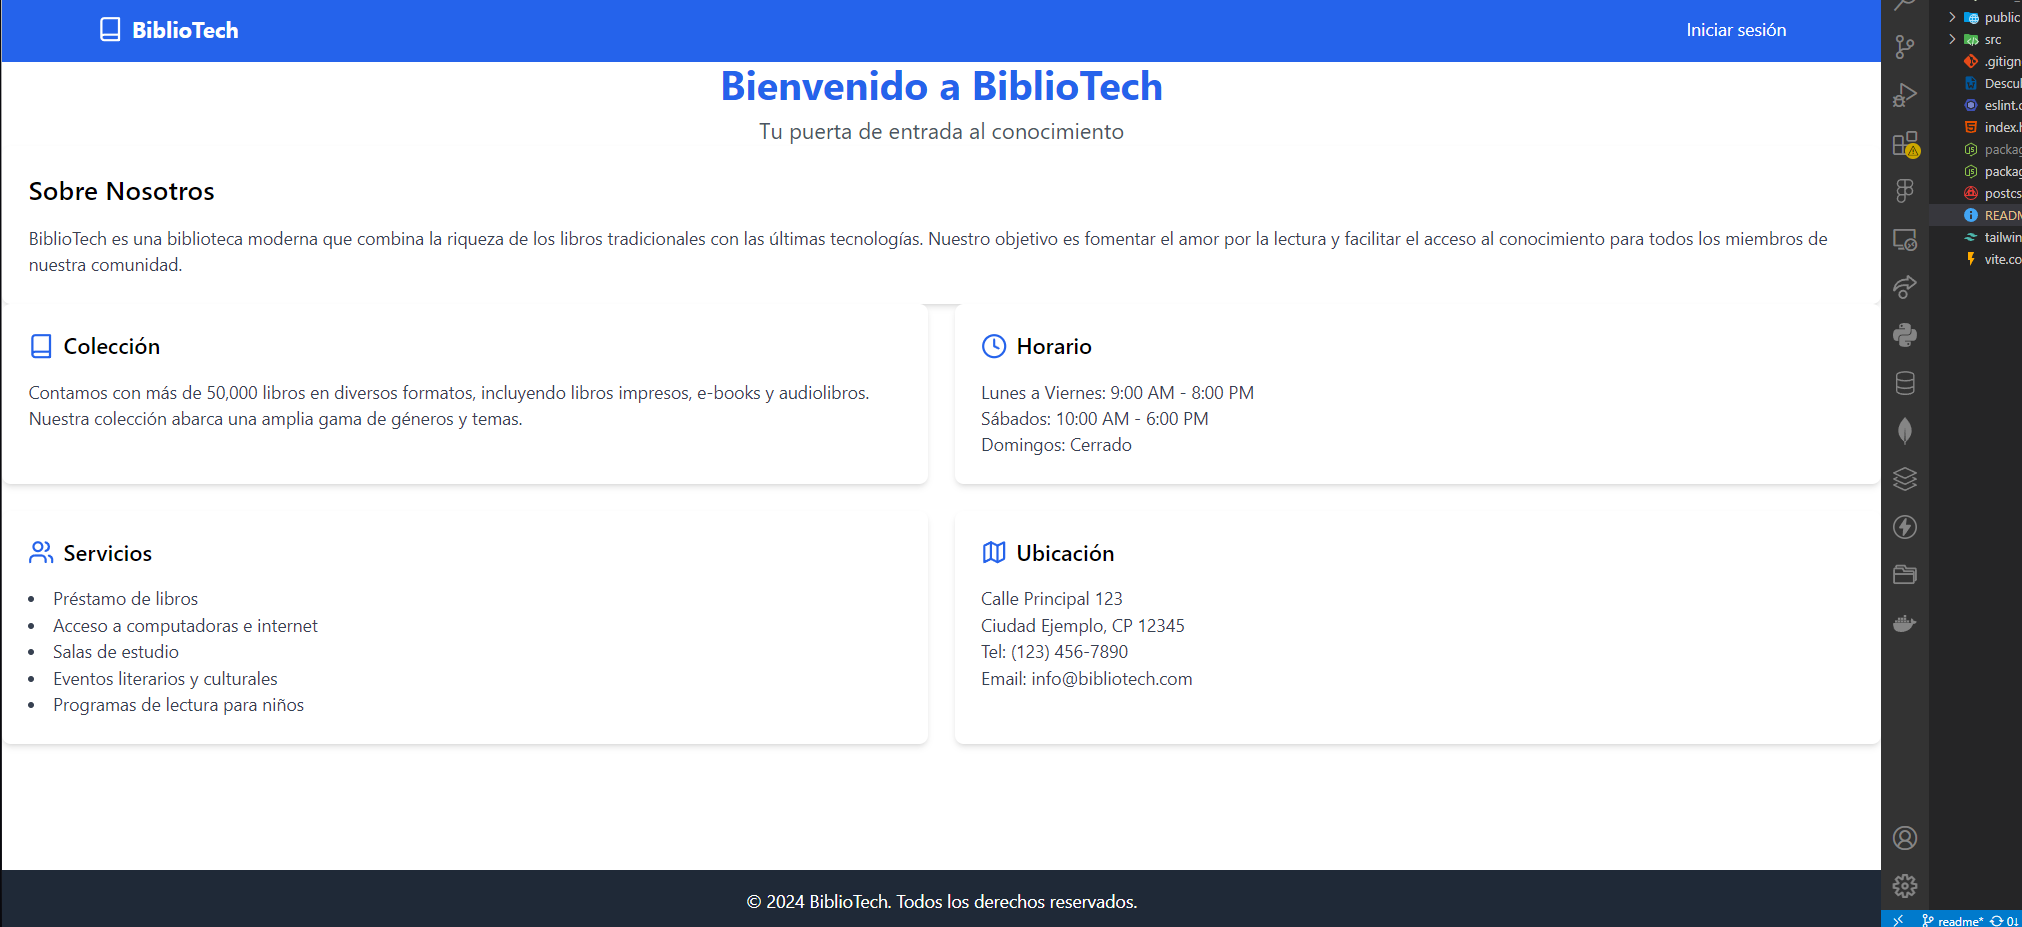 BiblioTech
Iniciar sesión
Bienvenido a BiblioTech
Tu puerta de entrada al conocimiento
Sobre Nosotros
BiblioTech es una biblioteca moderna que combina la riqueza de los libros tradicionales con las últimas tecnologías. Nuestro objetivo es fomentar el amor por la lectura y facilitar el acceso al conocimiento para todos los miembros de
nuestra comunidad.
Colección
Contamos con más de 50,000 libros en diversos formatos, incluyendo libros impresos, e-books y audiolibros.
Nuestra colección abarca una amplia gama de géneros y temas.
Horario
Lunes a Viernes: 9:00 AM - 8:00 PM
Sábados: 10:00 AM - 6:00 PM
Domingos: Cerrado
Servicios
Préstamo de libros
Acceso a computadoras e internet
Salas de estudio
Eventos literarios y culturales
Programas de lectura para niños
Ubicación
Calle Principal 123
Ciudad Ejemplo, CP 12345
Tel: (123) 456-7890
Email: info@bibliotech.com
© 2024 BiblioTech. Todos los derechos reservados.
public
src
.gitign
Descul
eslint.c
index.h
packag
packag
postcs
READM
tailwin
vite.co
readme* 0↓